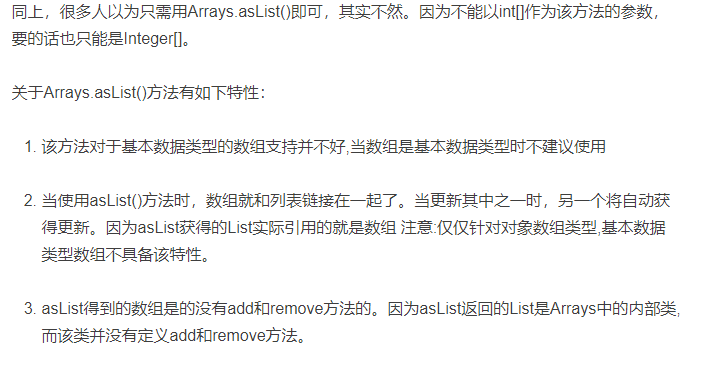 同上，很多人以为只需用Arrays.asList()即可，其实不然。因为不能以int[]作为该方法的参数，
要的话也只能是Integer[]。
关于Arrays.asList()方法有如下特性：
1. 该方法对于基本数据类型的数组支持并不好,当数组是基本数据类型时不建议使用
2. 当使用asList()方法时，数组就和列表链接在一起了。当更新其中之一时，另一个将自动获
得更新。因为asList获得的List实际引用的就是数组 注意:仅仅针对对象数组类型,基本数据
类型数组不具备该特性。
3. asList得到的数组是的没有add和remove方法的。因为asList返回的List是Arrays中的内部类,
而该类并没有定义add和remove方法。